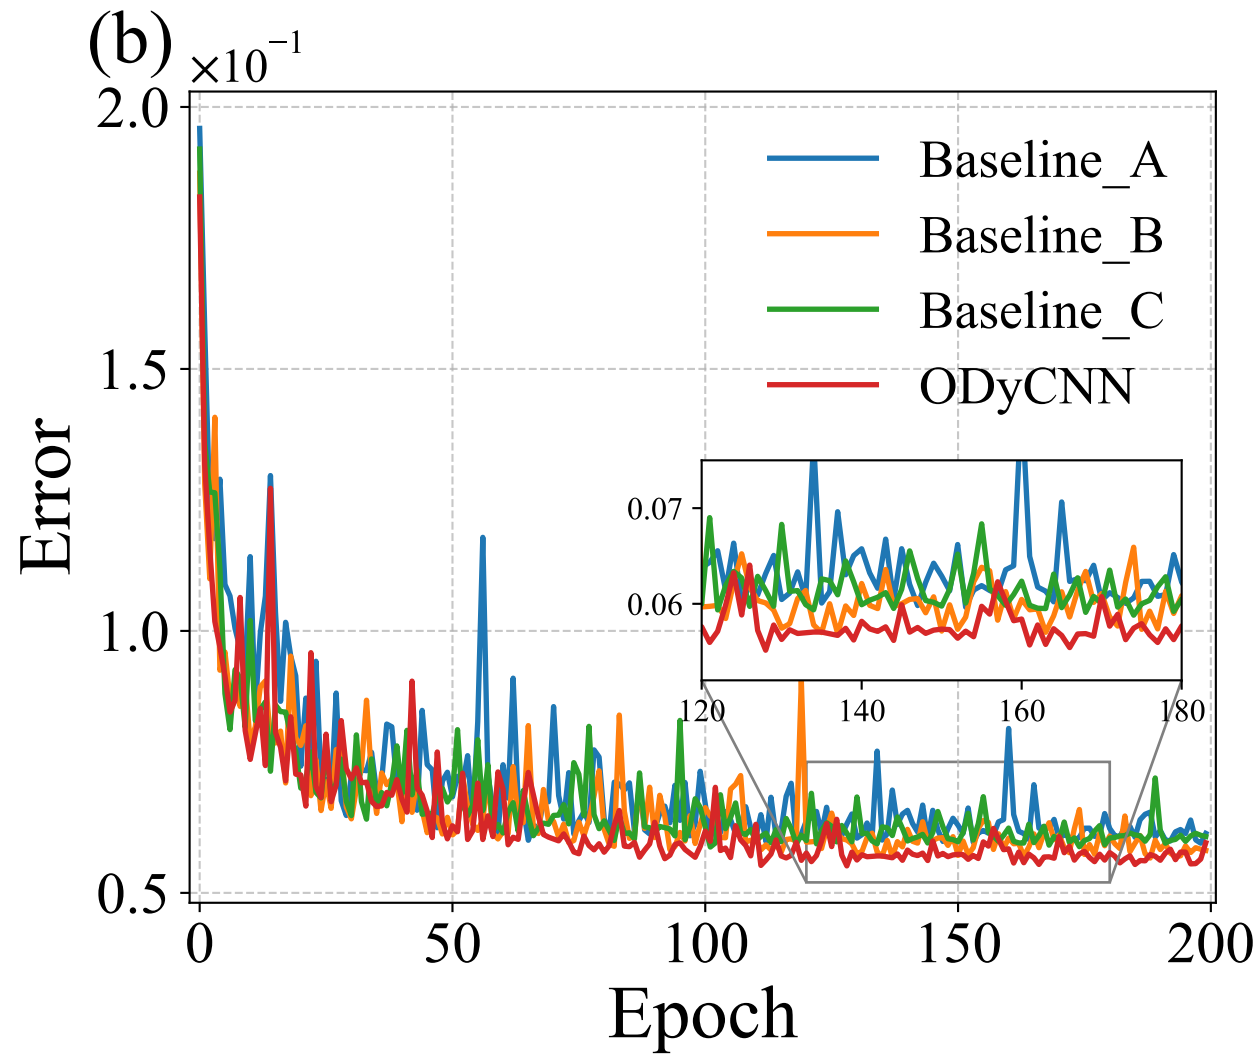 (b)
×10⁻¹
2.0
1.5
1.0
0.5
Error
Baseline_A
Baseline_B
Baseline_C
ODyCNN
0.07
0.06
120 140 160 180
0 50 100 150 200
Epoch